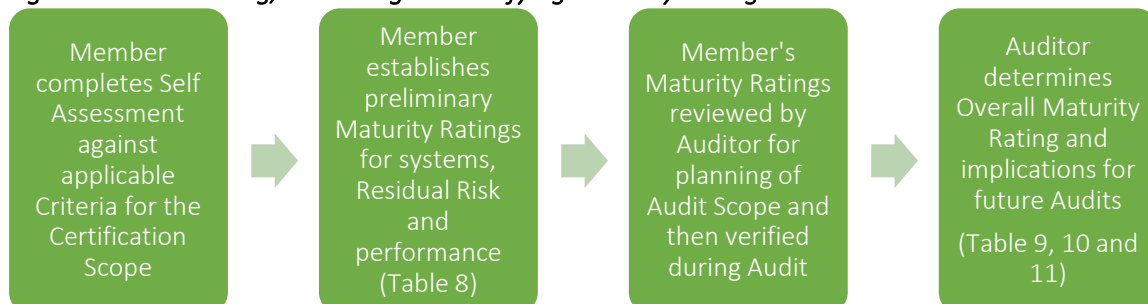 Member
completes Self
Assessment
against
applicable
Criteria for the
Certification
Scope
Member
establishes
preliminary
Maturity Ratings
for systems,
Residual Risk
and
performance
(Table 8)
Member's
Maturity Ratings
reviewed by
Auditor for
planning of
Audit Scope and
then verified
during Audit
Auditor
determines
Overall Maturity
Rating and
implications for
future Audits
(Table 9, 10 and
11)